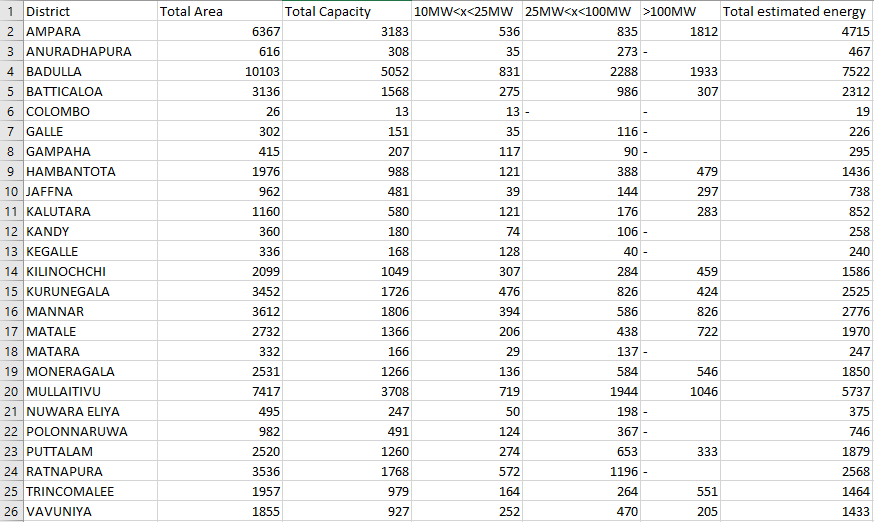 1 District Total Area Total Capacity 10MW<x<25MW 25MW<x<100MW >100MW Total estimated energy
2 AMPARA 6367 3183 536 835 1812 4715
3 ANURADHAPURA 616 308 35 273 - 467
4 BADULLA 10103 5052 831 2288 1933 7522
5 BATTICALOA 3136 1568 275 986 307 2312
6 COLOMBO 26 13 13 - - 19
7 GALLE 302 151 35 116 - 226
8 GAMPAHA 415 207 117 90 - 295
9 HAMBANTOTA 1976 988 121 388 479 1436
10 JAFFNA 962 481 39 144 297 738
11 KALUTARA 1160 580 121 176 283 852
12 KANDY 360 180 74 106 - 258
13 KEGALLE 336 168 128 40 - 240
14 KILINOCHCHI 2099 1049 307 284 459 1586
15 KURUNEGALA 3452 1726 476 826 424 2525
16 MANNAR 3612 1806 394 586 826 2776
17 MATALE 2732 1366 206 438 722 1970
18 MATARA 332 166 29 137 - 247
19 MONERAGALA 2531 1266 136 584 546 1850
20 MULLAITIVU 7417 3708 719 1944 1046 5737
21 NUWARA ELIYA 495 247 50 198 - 375
22 POLONNARUWA 982 491 124 367 - 746
23 PUTTALAM 2520 1260 274 653 333 1879
24 RATNAPURA 3536 1768 572 1196 - 2568
25 TRINCOMALEE 1957 979 164 264 551 1464
26 VAVUNIYA 1855 927 252 470 205 1433